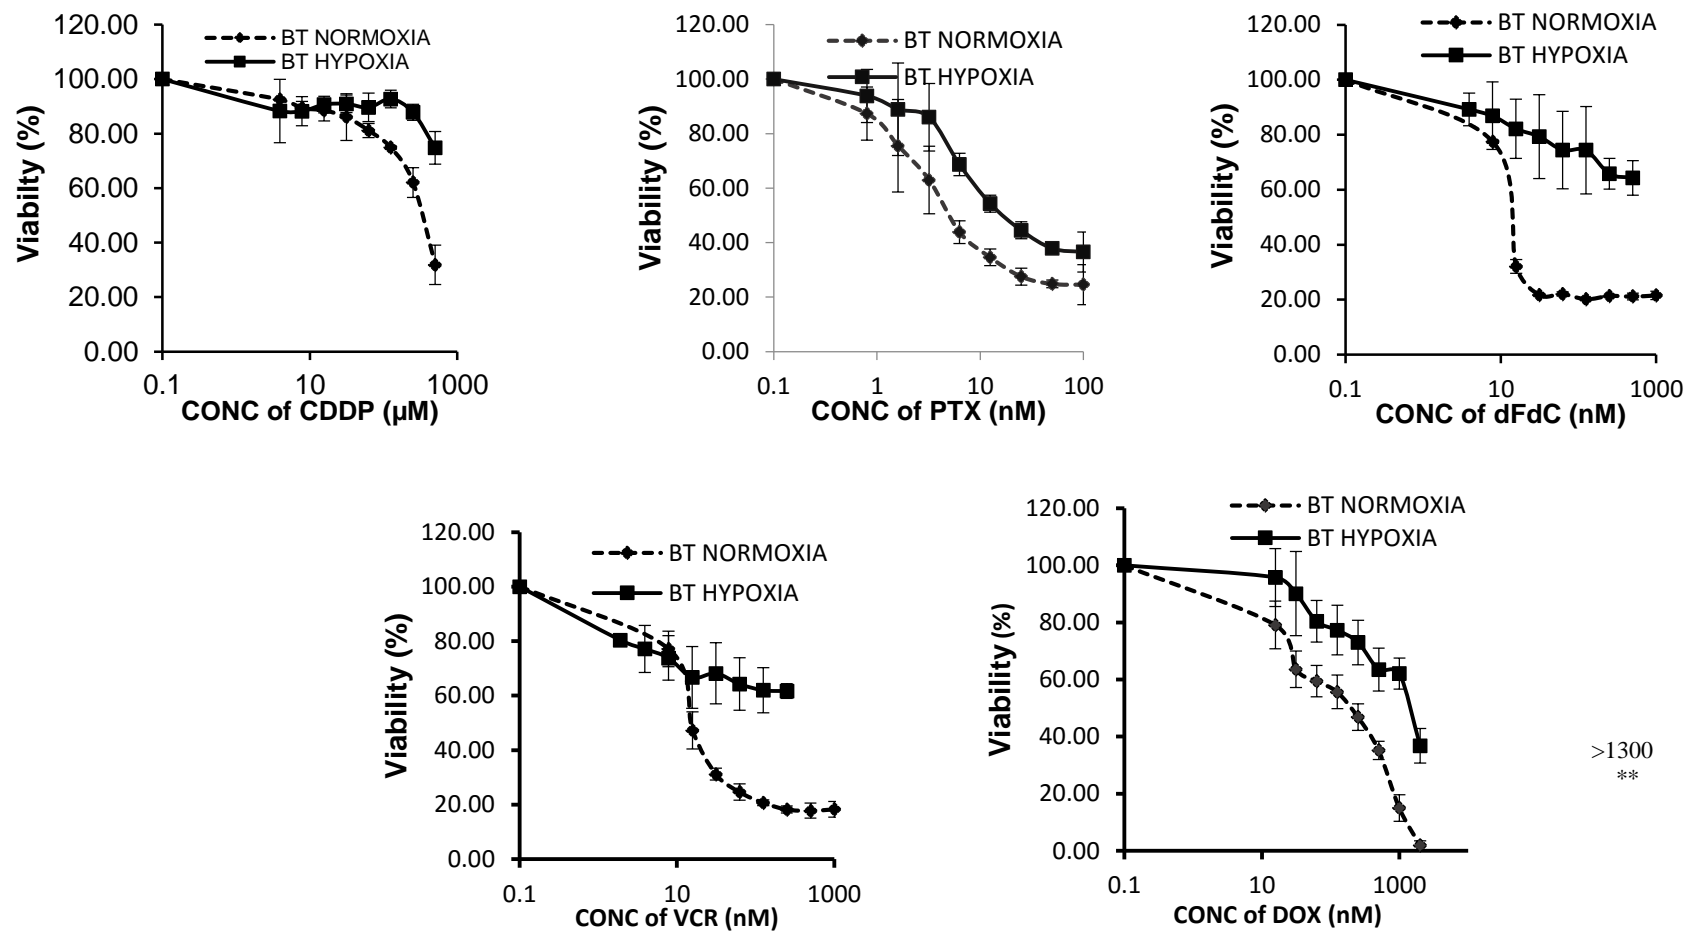 120.00
100.00
80.00
60.00
40.00
20.00
0.00
Viability (%)
BT NORMOXIA
BT HYPOXIA
0.1
10
1000
CONC of CDDP (µM)
120.00
100.00
80.00
60.00
40.00
20.00
0.00
Viability (%)
BT NORMOXIA
BT HYPOXIA
0.1
1
10
100
CONC of PTX (nM)
120.00
100.00
80.00
60.00
40.00
20.00
0.00
Viability (%)
BT NORMOXIA
BT HYPOXIA
0.1
10
1000
CONC of dFdC (nM)
120.00
100.00
80.00
60.00
40.00
20.00
0.00
Viability (%)
BT NORMOXIA
BT HYPOXIA
0.1
10
1000
CONC of VCR (nM)
120.00
100.00
80.00
60.00
40.00
20.00
0.00
Viability (%)
BT NORMOXIA
BT HYPOXIA
0.1
10
1000
CONC of DOX (nM)
>1300
**